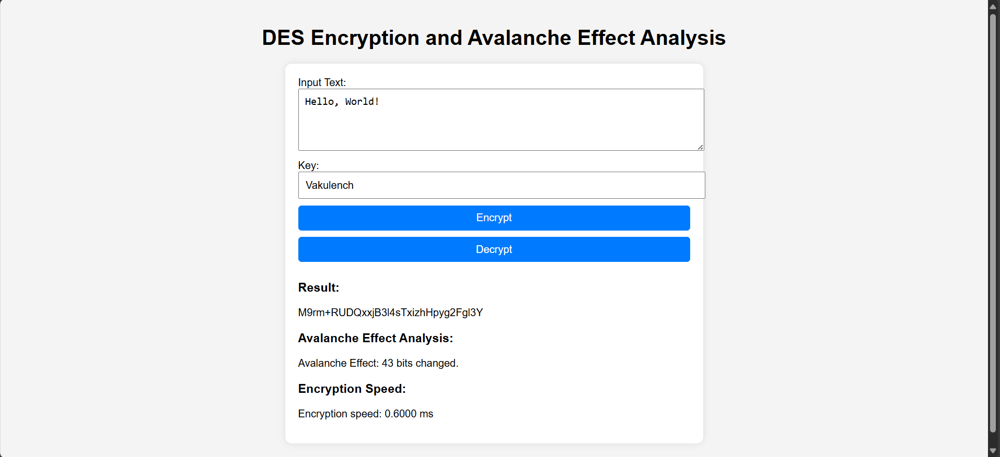 DES Encryption and Avalanche Effect Analysis
Input Text:
Hello, World!
Key:
Vakulench
Encrypt
Decrypt
Result:
M9rm+RUDQxxjB3l4sTxizhHpyg2Fgl3Y
Avalanche Effect Analysis:
Avalanche Effect: 43 bits changed.
Encryption Speed:
Encryption speed: 0.6000 ms